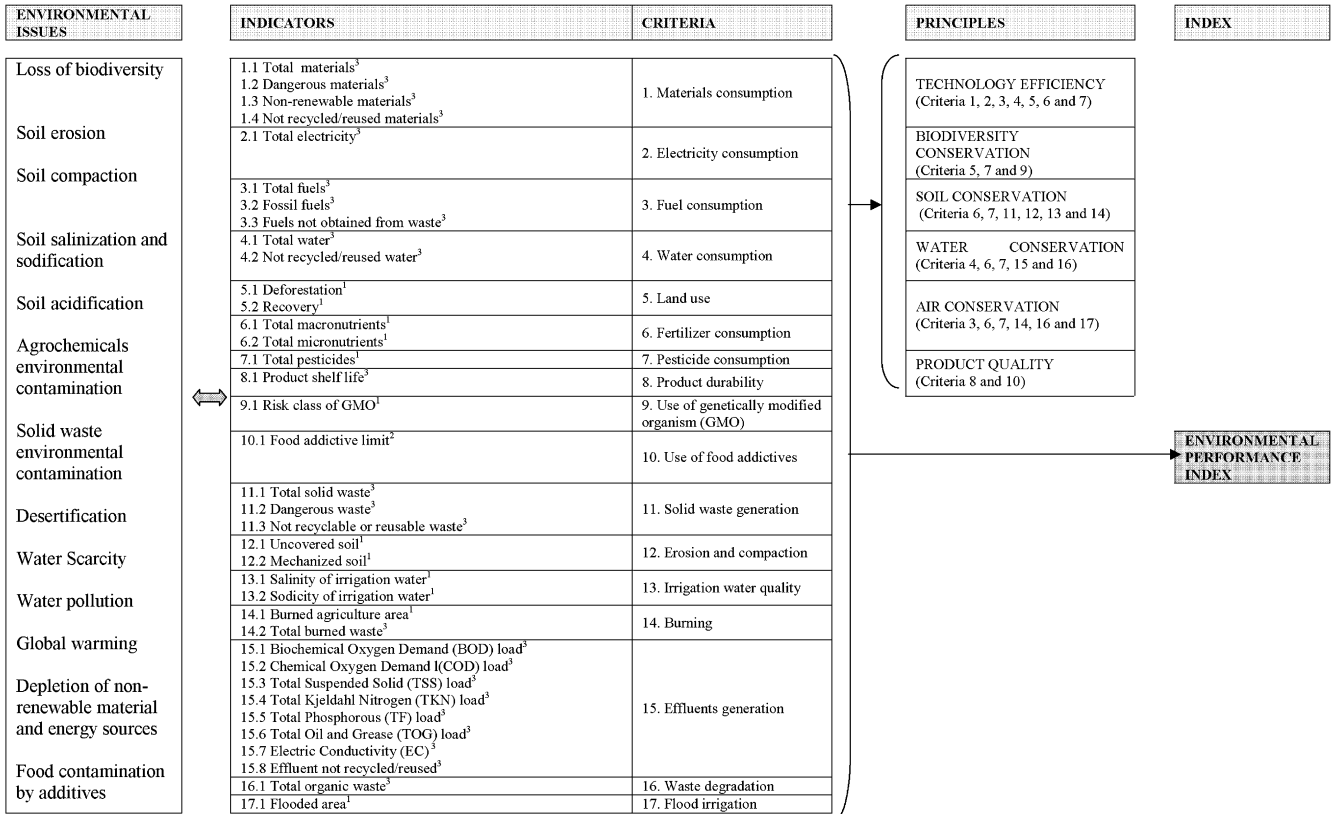 ENVIRONMENTAL
ISSUES
INDICATORS
CRITERIA
PRINCIPLES
INDEX
Loss of biodiversity
Soil erosion
Soil compaction
Soil salinization and
sodification
Soil acidification
Agrochemicals
environmental
contamination
Solid waste
environmental
contamination
Desertification
Water Scarcity
Water pollution
Global warming
Depletion of non-
renewable material
and energy sources
Food contamination
by additives
1.1 Total materials³
1.2 Dangerous materials³
1.3 Non-renewable materials³
1.4 Not recycled/reused materials³
1. Materials consumption
2.1 Total electricity³
2. Electricity consumption
3.1 Total fuels³
3.2 Fossil fuels³
3.3 Fuels not obtained from waste³
3. Fuel consumption
4.1 Total water³
4.2 Not recycled/reused water³
4. Water consumption
5.1 Deforestation¹
5.2 Recovery¹
5. Land use
6.1 Total macronutrients¹
6.2 Total micronutrients¹
6. Fertilizer consumption
7.1 Total pesticides¹
7. Pesticide consumption
8.1 Product shelf life³
8. Product durability
9.1 Risk class of GMO¹
9. Use of genetically modified
organism (GMO)
10.1 Food addictive limit²
10. Use of food addictives
11.1 Total solid waste³
11.2 Dangerous waste³
11.3 Not recyclable or reusable waste³
11. Solid waste generation
12.1 Uncovered soil¹
12.2 Mechanized soil¹
12. Erosion and compaction
13.1 Salinity of irrigation water¹
13.2 Sodicity of irrigation water¹
13. Irrigation water quality
14.1 Burned agriculture area¹
14.2 Total burned waste³
14. Burning
15.1 Biochemical Oxygen Demand (BOD) load³
15.2 Chemical Oxygen Demand l(COD) load³
15.3 Total Suspended Solid (TSS) load³
15.4 Total Kjeldahl Nitrogen (TKN) load³
15.5 Total Phosphorous (TF) load³
15.6 Total Oil and Grease (TOG) load³
15.7 Electric Conductivity (EC)³
15.8 Effluent not recycled/reused³
15. Effluents generation
16.1 Total organic waste³
16. Waste degradation
17.1 Flooded area¹
17. Flood irrigation
TECHNOLOGY EFFICIENCY
(Criteria 1, 2, 3, 4, 5, 6 and 7)
BIODIVERSITY
CONSERVATION
(Criteria 5, 7 and 9)
SOIL CONSERVATION
(Criteria 6, 7, 11, 12, 13 and 14)
WATER CONSERVATION
(Criteria 4, 6, 7, 15 and 16)
AIR CONSERVATION
(Criteria 3, 6, 7, 14, 16 and 17)
PRODUCT QUALITY
(Criteria 8 and 10)
ENVIRONMENTAL
PERFORMANCE
INDEX